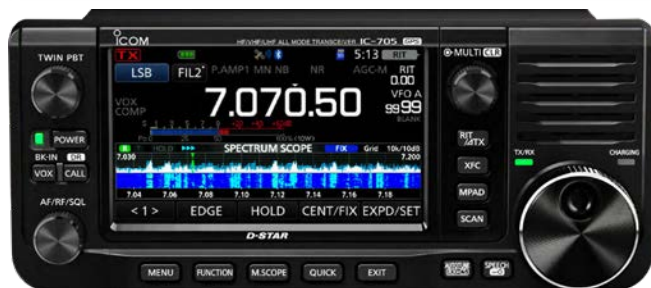 ICOM
HF/VHF/UHF ALL MODE TRANSCEIVER IC-705 GPS
TWIN PBT
MULTI CLR
TX
5:13 RIT
LSB FIL2 P.AMP1 MN NB NR AGC-M RIT
0.00
VOX
COMP
7.070.50
VFO A
99
BLANK
HOLD SPECTRUM SCOPE FIX Grid 10k/10dB
7.030 7.200
7.04 7.06 7.08 7.10 7.12 7.14 7.16 7.18
< 1 > EDGE HOLD CENT/FIX EXPD/SET
D-STAR
POWER
BK-IN DR
VOX CALL
AF/RF/SQL
RIT
XFC
MPAD
SCAN
TX/RX
CHARGING
MENU FUNCTION M.SCOPE QUICK EXIT
SPEECH